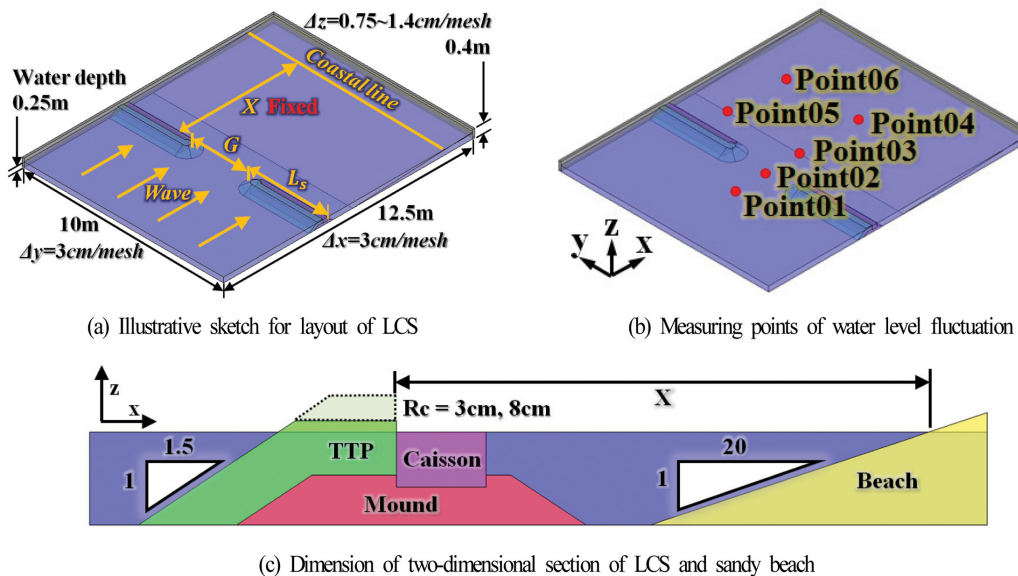 Δz=0.75~1.4cm/mesh
0.4m
Water depth
0.25m
Coastal line
X Fixed
G
Ls
Wave
10m
Δy=3cm/mesh
12.5m
Δx=3cm/mesh
(a) Illustrative sketch for layout of LCS
Point06
Point05
Point04
Point03
Point02
Point01
z
y
x
(b) Measuring points of water level fluctuation
z
x
X
Rc = 3cm, 8cm
1.5
1
TTP
Caisson
Mound
20
1
Beach
(c) Dimension of two-dimensional section of LCS and sandy beach